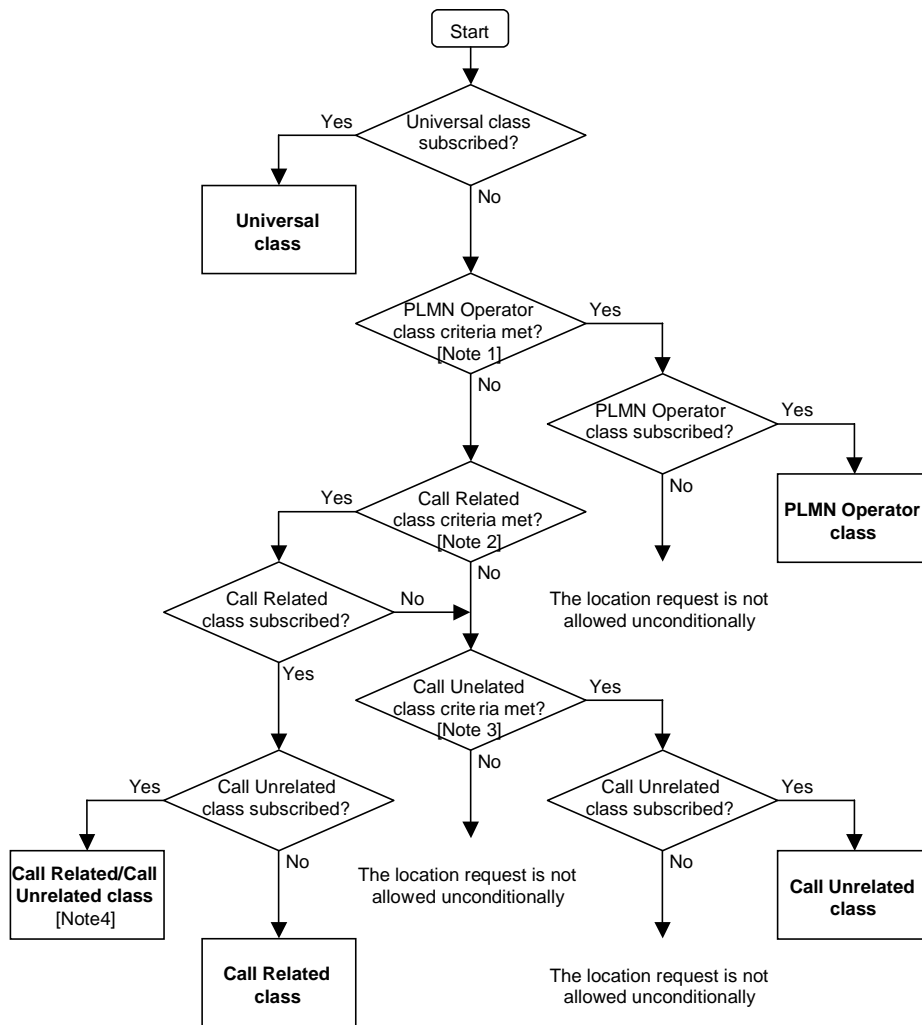 Start
Universal class
subscribed?
Yes
No
Universal
class
PLMN Operator
class criteria met?
[Note 1]
Yes
No
PLMN Operator
class subscribed?
Yes
No
PLMN Operator
class
The location request is not
allowed unconditionally
Call Related
class criteria met?
[Note 2]
Yes
No
Call Related
class subscribed?
No
Yes
Call Unelated
class criteria met?
[Note 3]
Yes
No
Call Unrelated
class subscribed?
Yes
No
Call Related/Call
Unrelated class
[Note4]
Call Related
class
The location request is not
allowed unconditionally
Call Unrelated
class subscribed?
Yes
No
Call Unrelated
class
The location request is not
allowed unconditionally